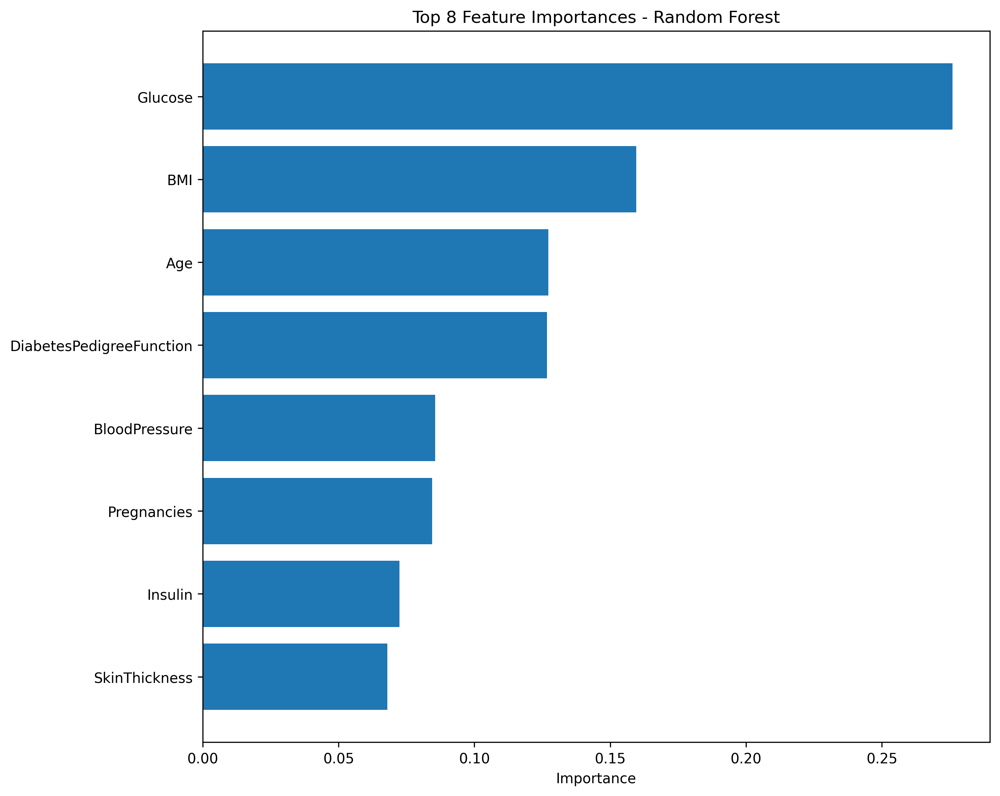 Top 8 Feature Importances - Random Forest
Glucose
BMI
Age
DiabetesPedigreeFunction
BloodPressure
Pregnancies
Insulin
SkinThickness
0.00 0.05 0.10 0.15 0.20 0.25
Importance